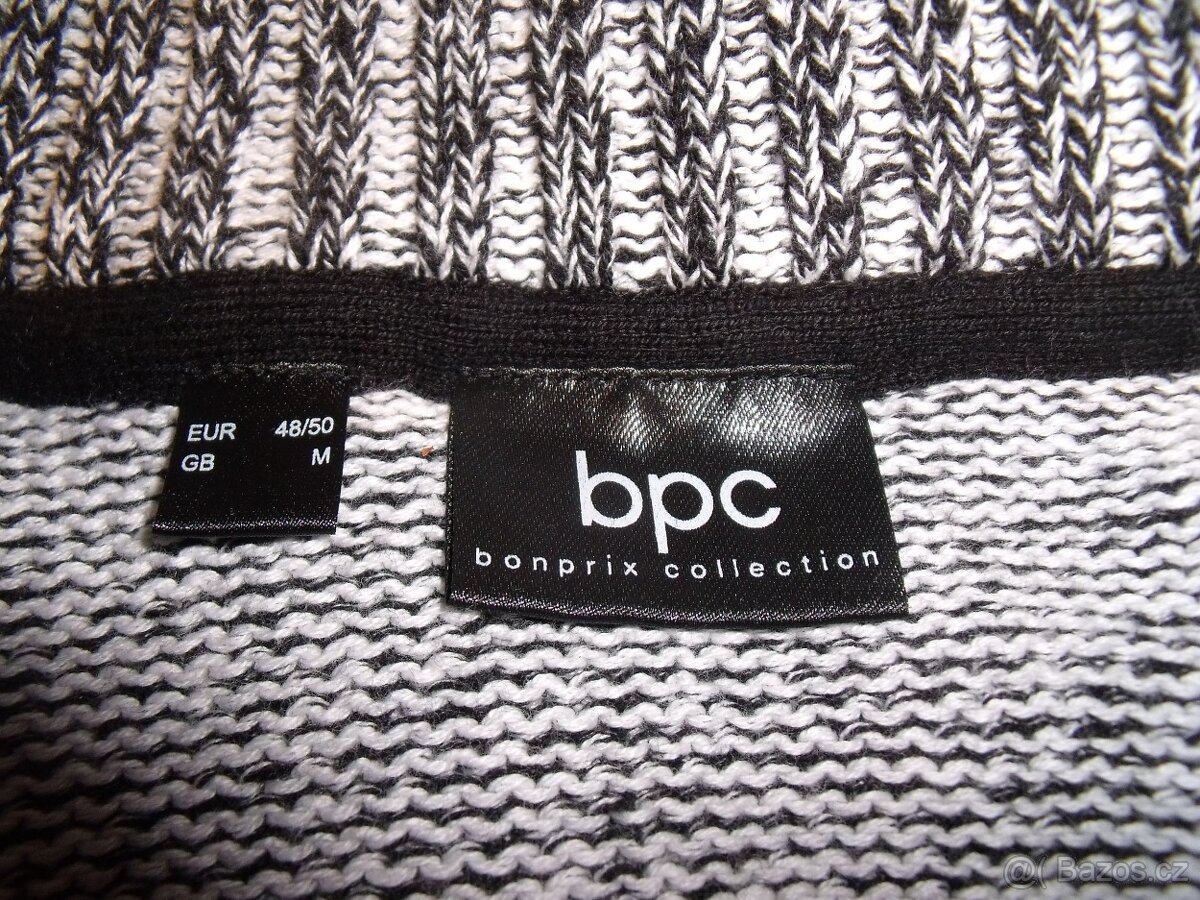 EUR 48/50
GB M
bpc
bonprix collection
@( Bazos.cz